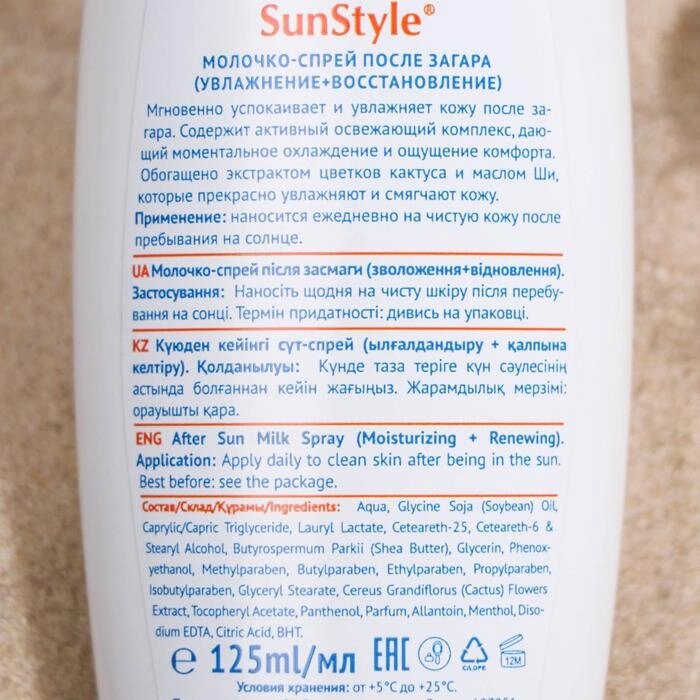 SunStyle®
МОЛОЧКО-СПРЕЙ ПОСЛЕ ЗАГАРА
(УВЛАЖНЕНИЕ+ВОССТАНОВЛЕНИЕ)
Мгновенно успокаивает и увлажняет кожу после за-
гара. Содержит активный освежающий комплекс, даю-
щий моментальное охлаждение и ощущение комфорта.
Обогащено экстрактом цветков кактуса и маслом Ши,
которые прекрасно увлажняют и смягчают кожу.
Применение: наносится ежедневно на чистую кожу после
пребывания на солнце.
UA Молочко-спрей після засмаги (зволоження+відновлення).
Застосування: Наносіть щодня на чисту шкіру після перебу-
вання на сонці. Термін придатності: дивись на упаковці.
KZ Күюден кейінгі сүт-спрей (ылғалдандыру + қалпына
келтіру). Қолданылуы: Күнде таза теріге күн сәулесінің
астында болғаннан кейін жағыңыз. Жарамдылық мерзімі:
орауышты қара.
ENG After Sun Milk Spray (Moisturizing + Renewing).
Application: Apply daily to clean skin after being in the sun.
Best before: see the package.
Состав/Склад/Құрамы/Ingredients: Aqua, Glycine Soja (Soybean) Oil,
Caprylic/Capric Triglyceride, Lauryl Lactate, Ceteareth-25, Ceteareth-6 &
Stearyl Alcohol, Butyrospermum Parkii (Shea Butter), Glycerin, Phenox-
yethanol, Methylparaben, Butylparaben, Ethylparaben, Propylparaben,
Isobutylparaben, Glyceryl Stearate, Cereus Grandiflorus (Cactus) Flowers
Extract, Tocopheryl Acetate, Panthenol, Parfum, Allantoin, Menthol, Diso-
dium EDTA, Citric Acid, BHT.
℮ 125ml/мл EAC C/LDPE 12M
Условия хранения: от +5°C до +25°C.